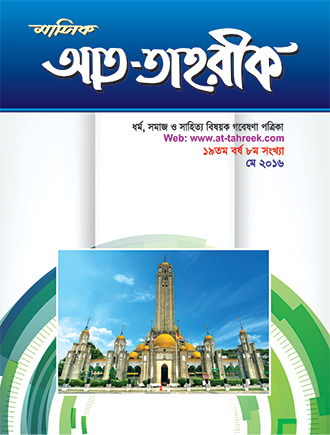 মাসিক
আত-তাহরীক
ধর্ম, সমাজ ও সাহিত্য বিষয়ক গবেষণা পত্রিকা
Web: www.at-tahreek.com
১৯তম বর্ষ ৮ম সংখ্যা
মে ২০১৬